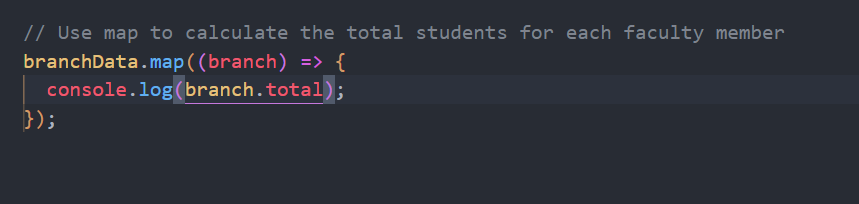 // Use map to calculate the total students for each faculty member
branchData.map((branch) => {
  console.log(branch.total);
});